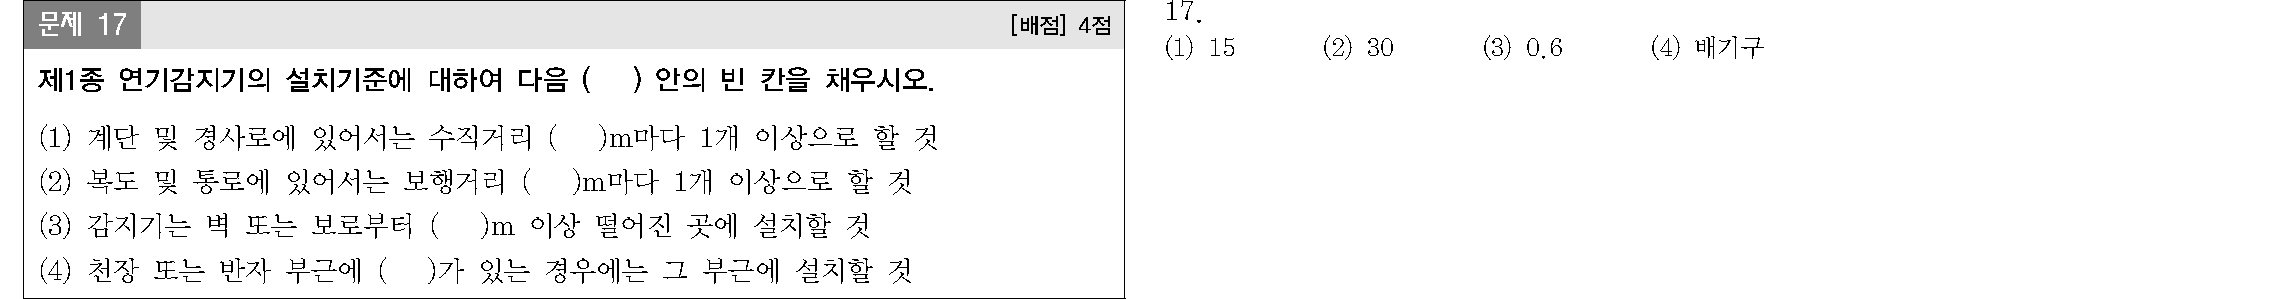 문제 17
[배점] 4점
제1종 연기감지기의 설치기준에 대하여 다음 (   ) 안의 빈 칸을 채우시오.
(1) 계단 및 경사로에 있어서는 수직거리 (   )m마다 1개 이상으로 할 것
(2) 복도 및 통로에 있어서는 보행거리 (   )m마다 1개 이상으로 할 것
(3) 감지기는 벽 또는 보로부터 (   )m 이상 떨어진 곳에 설치할 것
(4) 천장 또는 반자 부근에 (   )가 있는 경우에는 그 부근에 설치할 것
17.
(1) 15 (2) 30 (3) 0.6 (4) 배기구